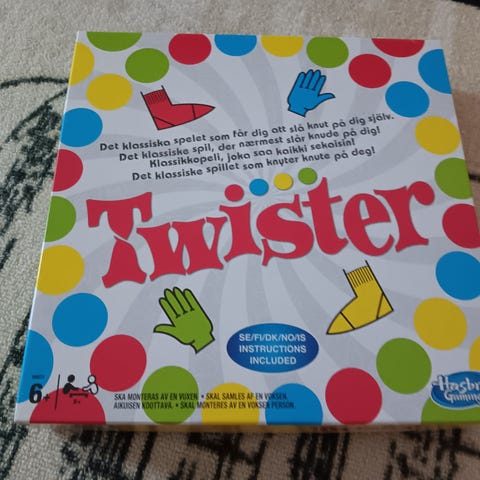 Det klassiska spelet som får dig att slå knut på dig själv.
Det klassiske spil, der nærmest slår knude på dig!
Klassikkopeli, joka saa kaikki sekaisin!
Det klassiske spillet som knyter knute på deg!
Twister
SE/FI/DK/NO/IS
INSTRUCTIONS
INCLUDED
6+
SKA MONTERAS AV EN VUXEN. • SKAL SAMLES AF EN VOKSEN.
AIKUISEN KOOTTAVA. • SKAL MONTERES AV EN VOKSEN PERSON.
Hasbro
Gaming